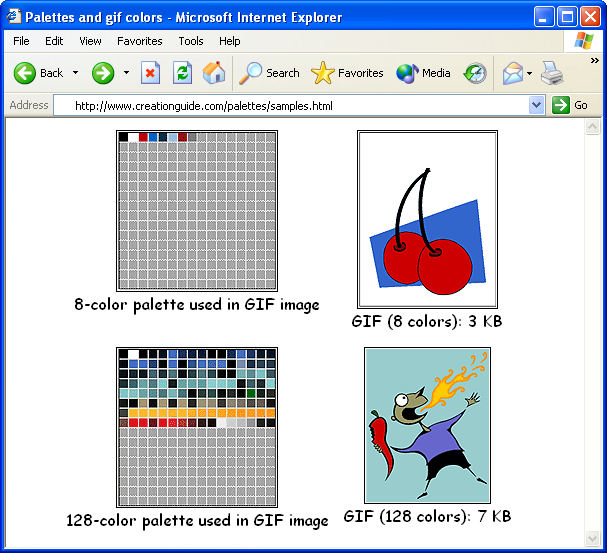 Palettes and gif colors - Microsoft Internet Explorer
File Edit View Favorites Tools Help
Back Search Favorites Media
Address http://www.creationguide.com/palettes/samples.html Go
8-color palette used in GIF image
GIF (8 colors): 3 KB
128-color palette used in GIF image
GIF (128 colors): 7 KB